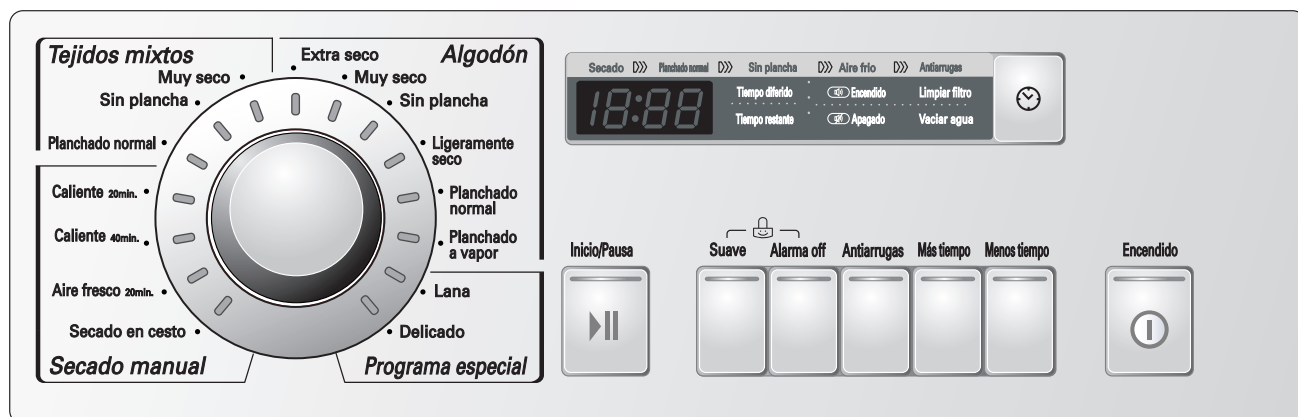 Tejidos mixtos
Muy seco
Sin plancha
Planchado normal
Extra seco
Algodón
Muy seco
Sin plancha
Ligeramente
seco
Planchado
normal
Planchado
a vapor
Caliente 20min.
Caliente 40min.
Aire fresco 20min.
Secado en cesto
Secado manual
Lana
Delicado
Programa especial
Secado Planchado normal Sin plancha Aire frio Antiarrugas
18:88
Tiempo diferido Encendido Limpiar filtro
Tiempo restante Apagado Vaciar agua
Inicio/Pausa
Suave
Alarma off
Antiarrugas
Más tiempo
Menos tiempo
Encendido